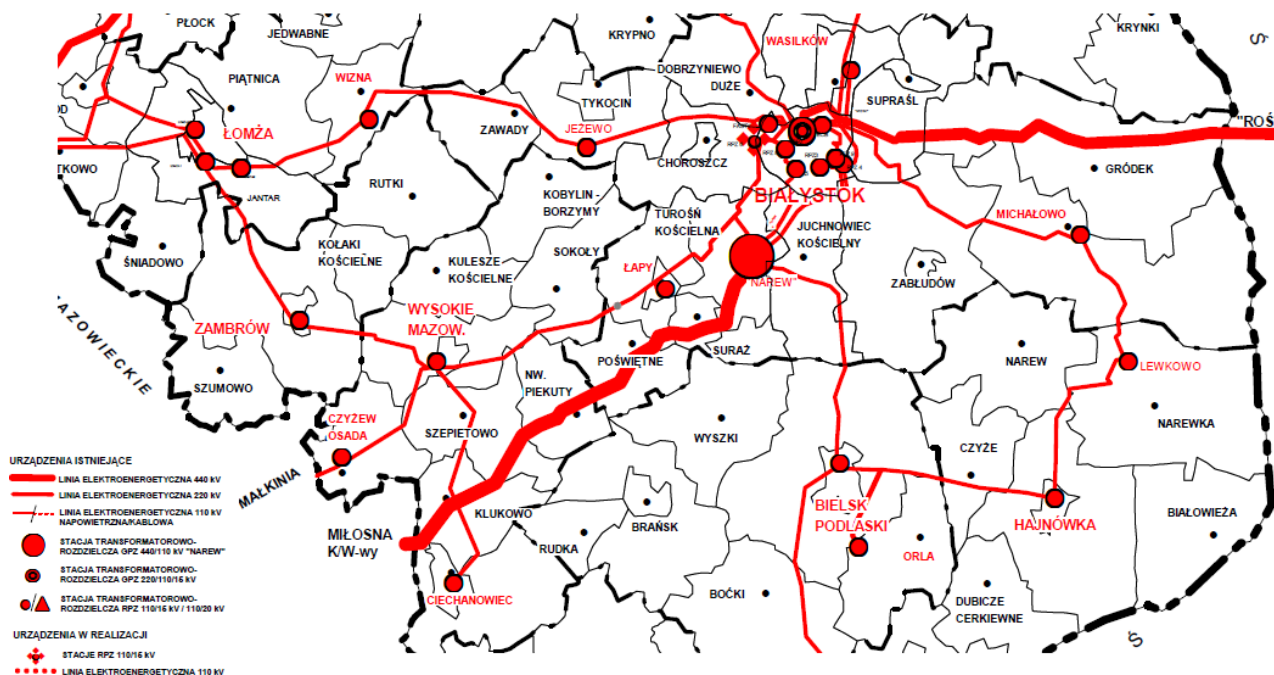 PŁOCK
JEDWABNE
KRYPNO
WASILKÓW
KRYNKI
Ś
PIĄTNICA
WIZNA
DOBRZYNIEWO
DUŻE
TYKOCIN
SUPRAŚL
ZAWADY
"ROŚ
ŁOMŻA
JEŻEWO
CHOROSZCZ
TKOWO
RUTKI
GRÓDEK
JANTAR
KOBYLIN -
BORZYMY
BIAŁYSTOK
TUROŚŃ
KOŚCIELNA
MICHAŁOWO
JUCHNOWIEC
KOŚCIELNY
KOŁAKI
KOŚCIELNE
SOKOŁY
ŚNIADOWO
KULESZE
KOŚCIELNE
ŁAPY
"NAREW"
ZABŁUDÓW
AZOWIECKIE
ZAMBRÓW
WYSOKIE
MAZOW.
SURAŻ
POŚWIĘTNE
NAREW
LEWKOWO
SZUMOWO
NW.
PIEKUTY
CZYŻEW
OSADA
SZEPIETOWO
WYSZKI
CZYŻE
NAREWKA
MAŁKINIA
BIELSK
PODLASKI
HAJNÓWKA
BIAŁOWIEŻA
KLUKOWO
BRAŃSK
MIŁOSNA
K/W-wy
RUDKA
ORLA
CIECHANOWIEC
BOĆKI
DUBICZE
CERKIEWNE
Ś
URZĄDZENIA ISTNIEJĄCE
LINIA ELEKTROENERGETYCZNA 440 kV
LINIA ELEKTROENERGETYCZNA 220 kV
LINIA ELEKTROENERGETYCZNA 110 kV
NAPOWIETRZNA/KABLOWA
STACJA TRANSFORMATOROWO-
ROZDZIELCZA GPZ 440/110 kV "NAREW"
STACJA TRANSFORMATOROWO-
ROZDZIELCZA GPZ 220/110/15 kV
STACJA TRANSFORMATOROWO-
ROZDZIELCZA RPZ 110/15 kV / 110/20 kV
URZĄDZENIA W REALIZACJI
STACJE RPZ 110/15 kV
LINIA ELEKTROENERGETYCZNA 110 kV